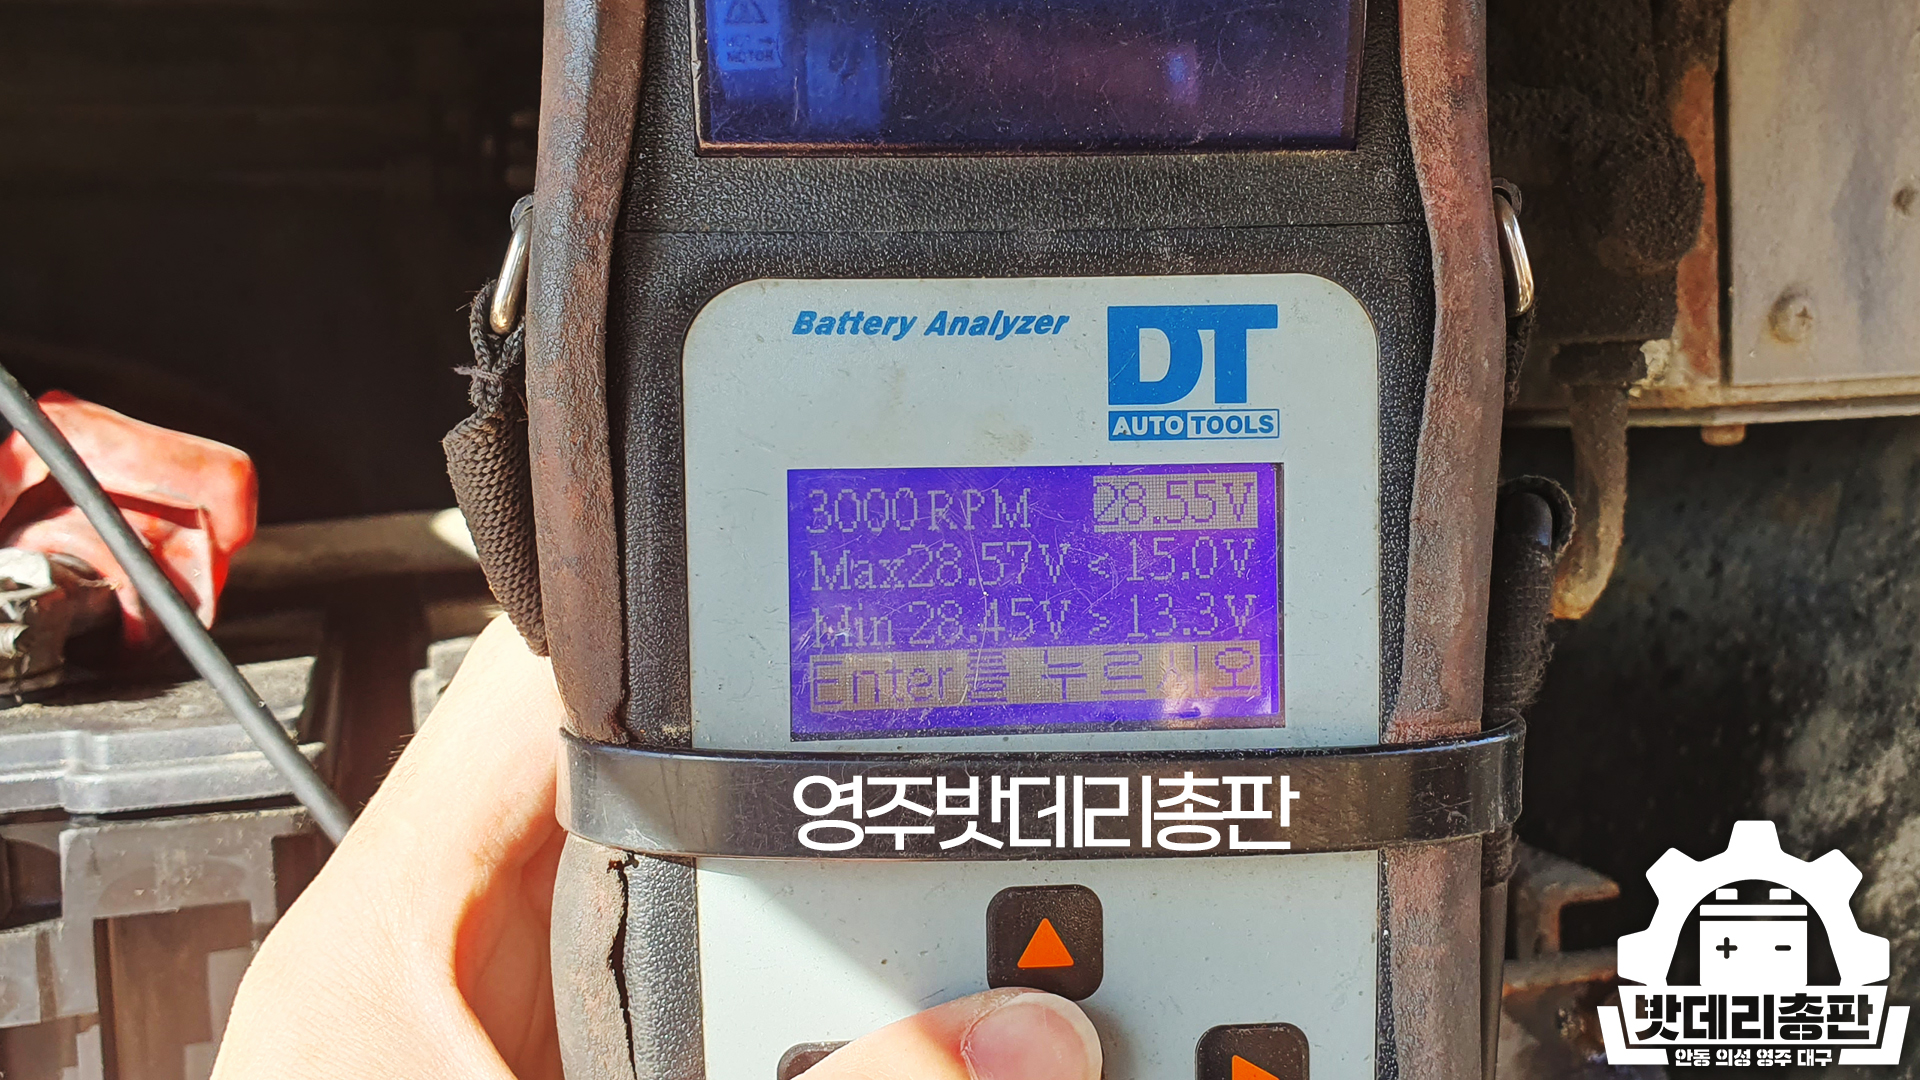 MOTOR
Battery Analyzer
DT
AUTO TOOLS
3000RPM 28.55V
Max28.57V < 15.0V
Min 28.45V > 13.3V
Enter를 누르시오
영주밧데리총판
밧데리총판
안동 의성 영주 대구